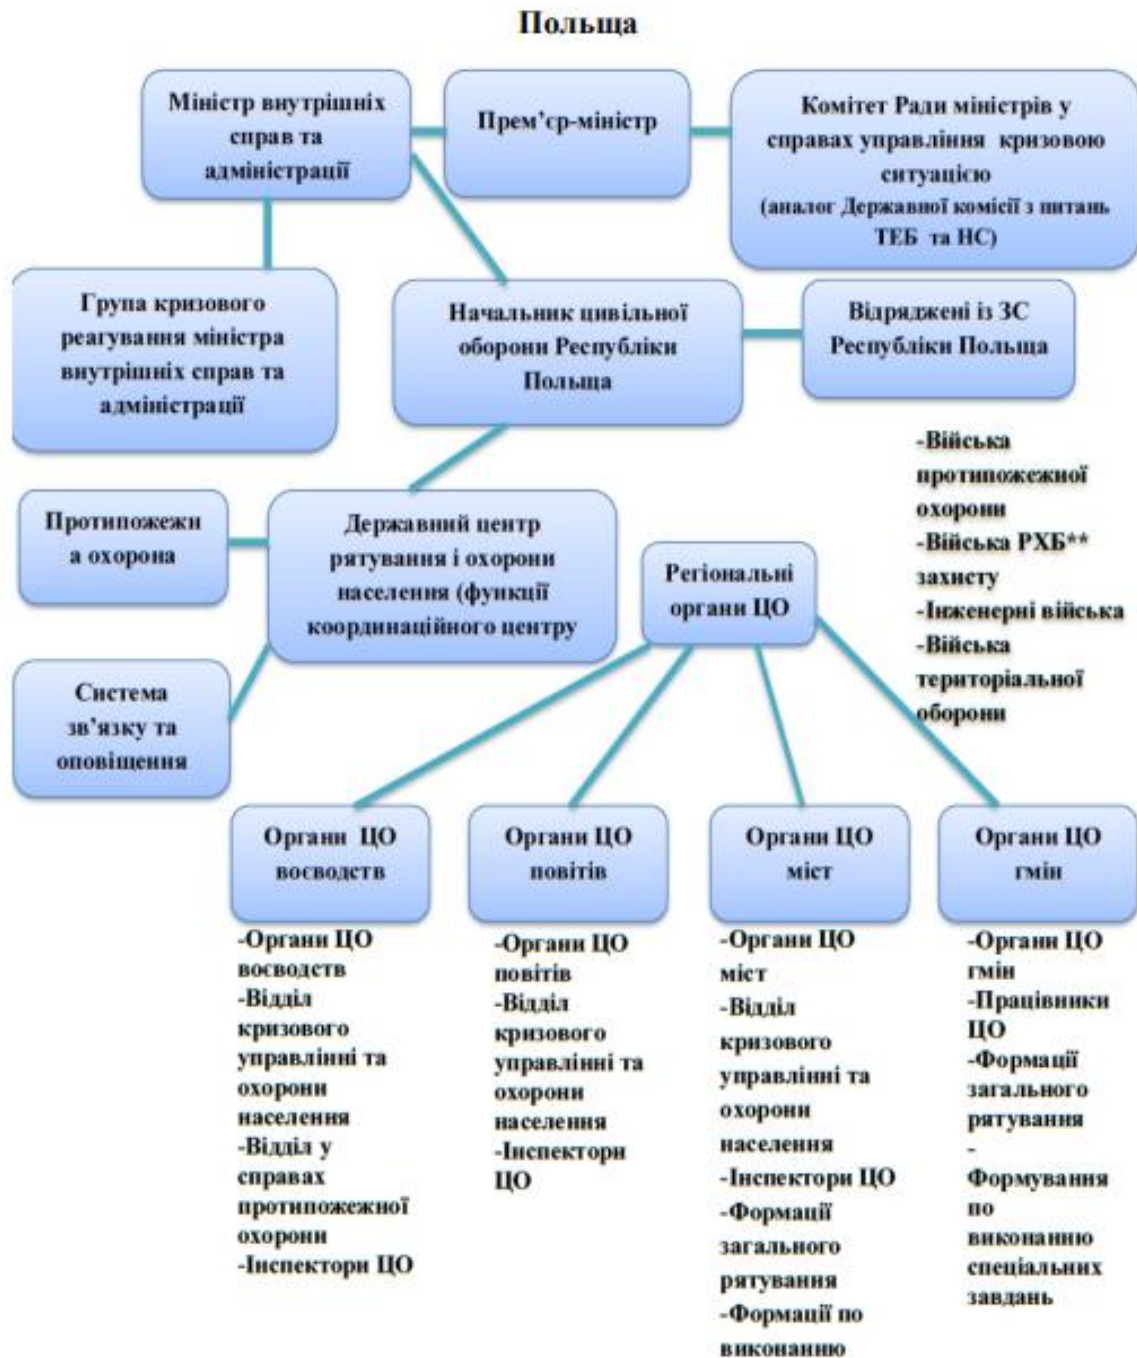 Польща
Міністр внутрішніх
справ та
адміністрації
Прем’єр-міністр
Комітет Ради міністрів у
справах управління кризовою
ситуацією
(аналог Державної комісії з питань
ТЕБ та НС)
Група кризового
реагування міністра
внутрішніх справ та
адміністрації
Начальник цивільної
оборони Республіки
Польща
Відряджені із ЗС
Республіки Польща
-Війська
протипожежної
охорони
-Війська РХБ**
захисту
-Інженерні війська
-Війська
територіальної
оборони
Протипожежн
а охорона
Державний центр
рятування і охорони
населення (функції
координаційного центру
Регіональні
органи ЦО
Система
зв’язку та
оповіщення
Органи ЦО
воєводств
-Органи ЦО
воєводств
-Відділ
кризового
управлінні та
охорони
населення
-Відділ у
справах
протипожежної
охорони
-Інспектори ЦО
Органи ЦО
повітів
-Органи ЦО
повітів
-Відділ
кризового
управлінні та
охорони
населення
-Інспектори
ЦО
Органи ЦО
міст
-Органи ЦО
міст
-Відділ
кризового
управлінні та
охорони
населення
-Інспектори ЦО
-Формації
загального
рятування
-Формації по
виконанню
Органи ЦО
гмін
-Органи ЦО
гмін
-Працівники
ЦО
-Формації
загального
рятування
-
Формування
по
виконанню
спеціальних
завдань